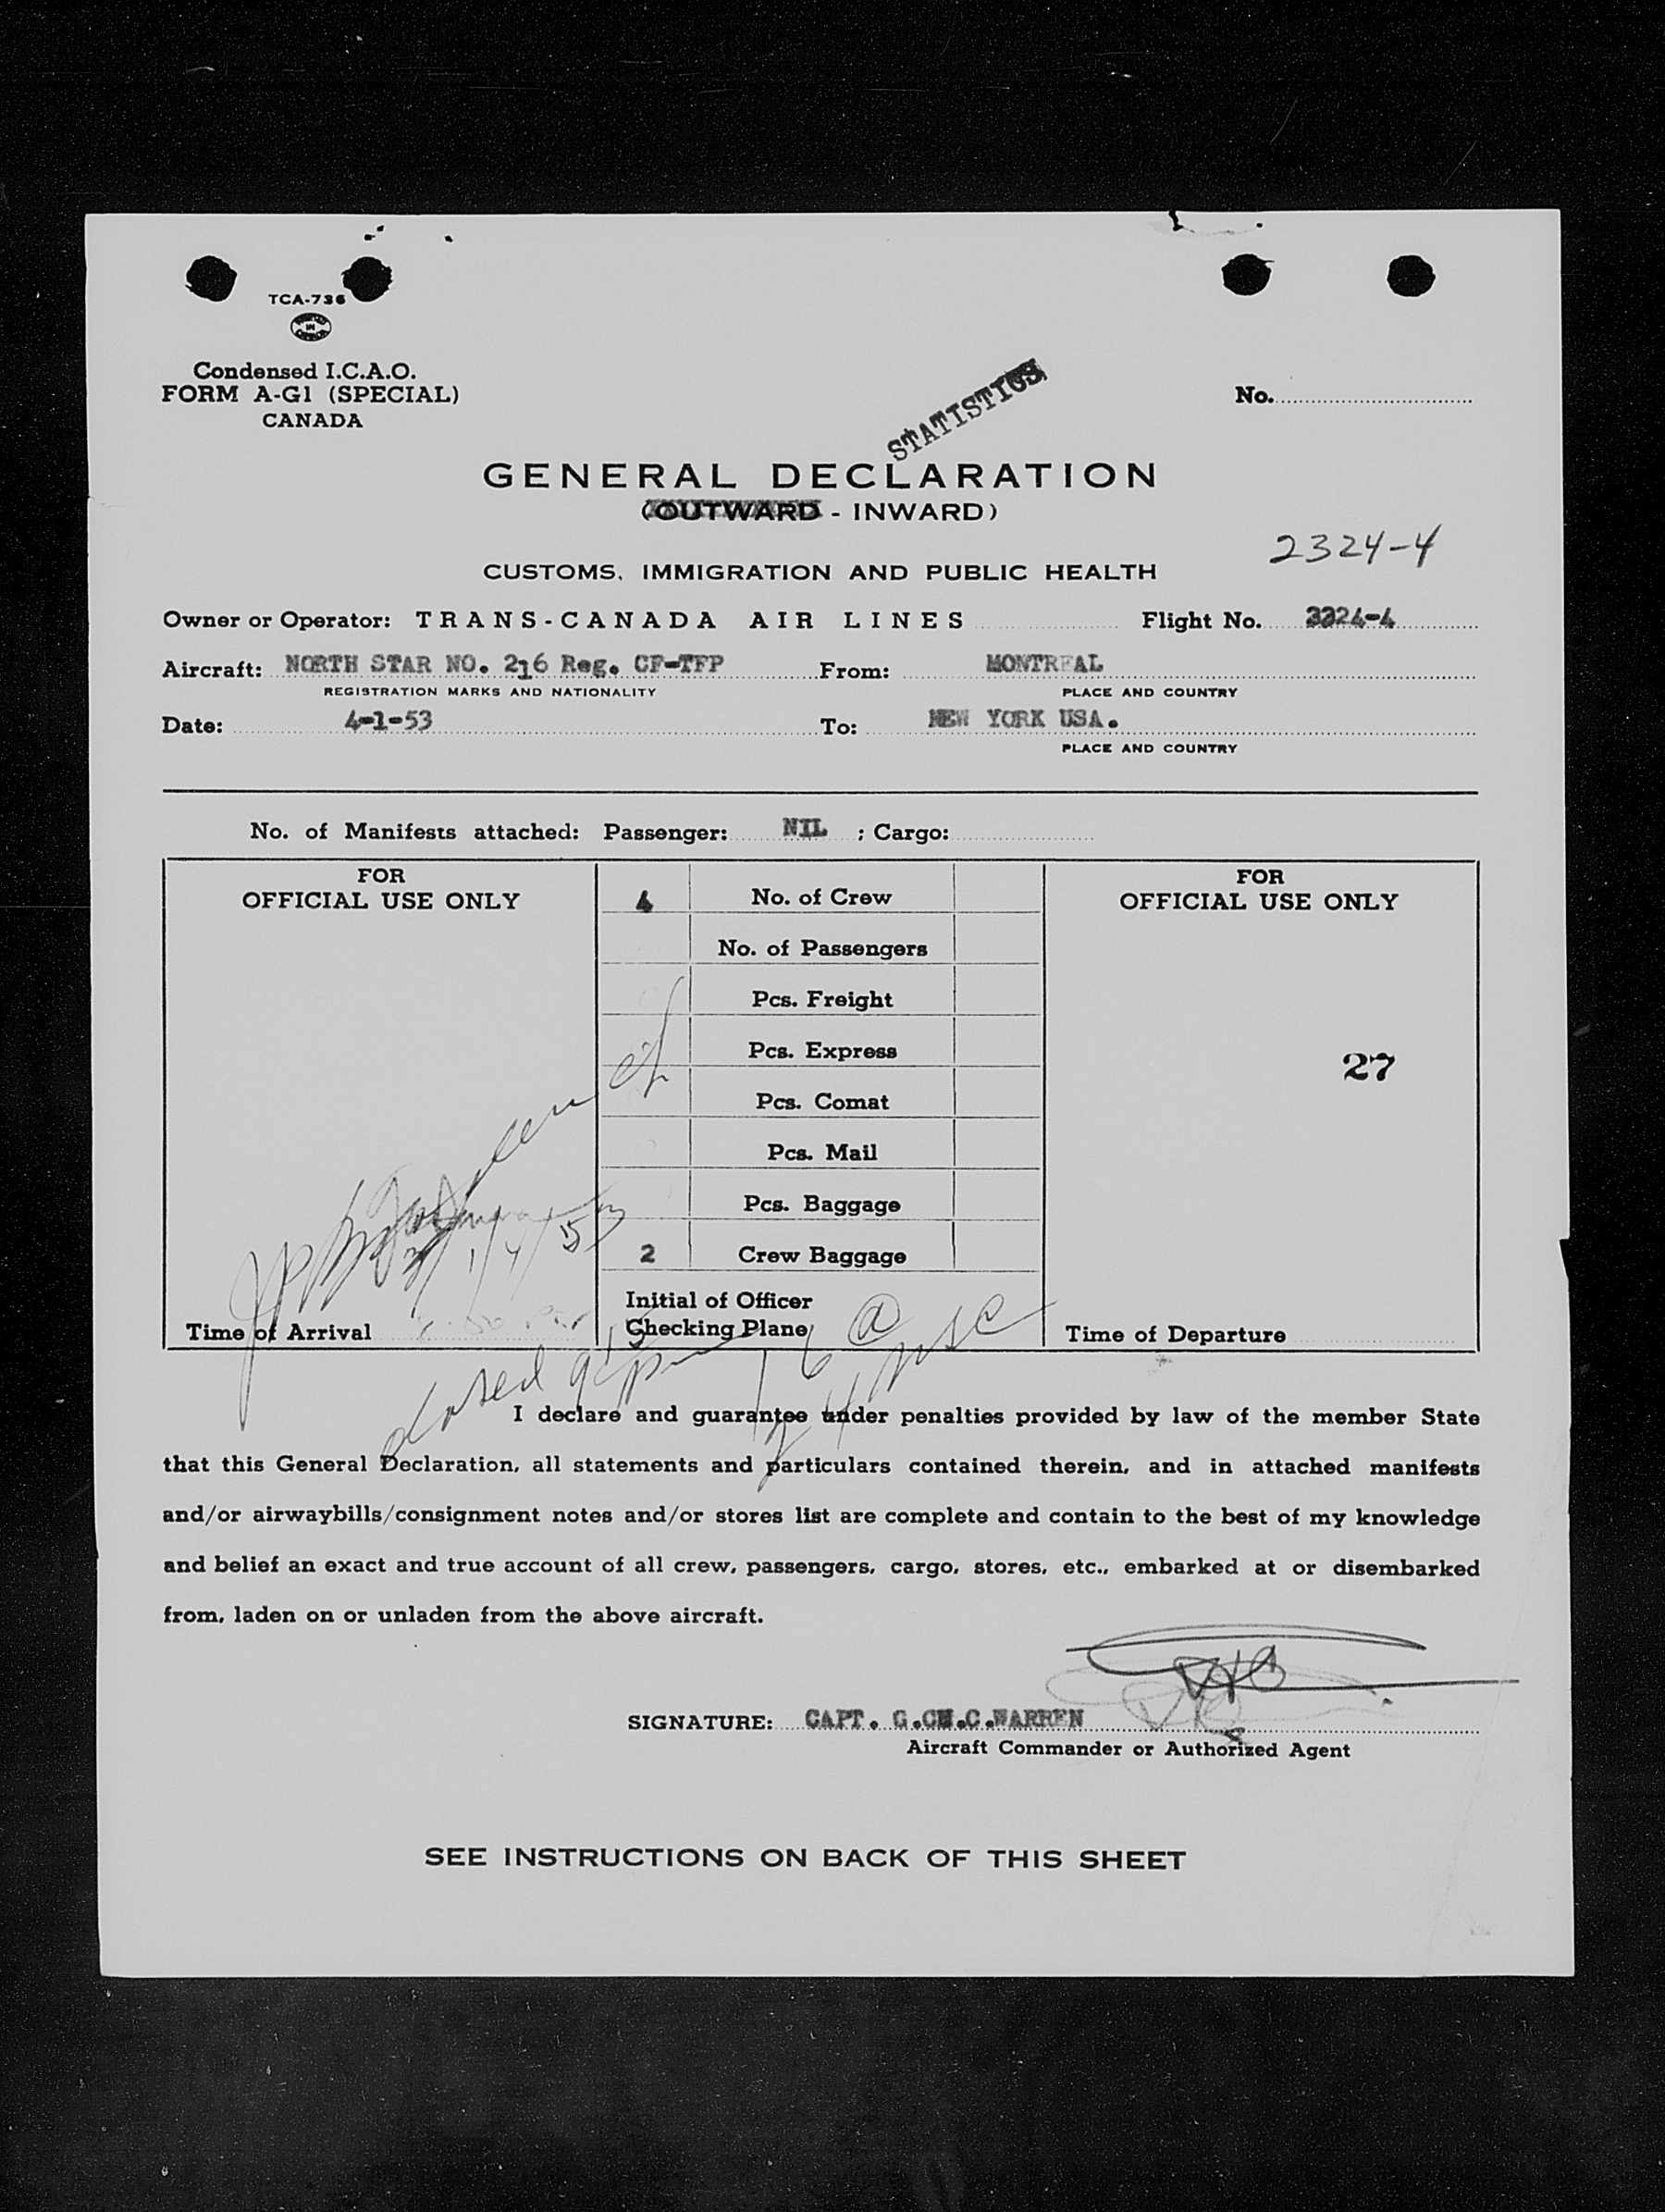 TCA-736
Condensed I.C.A.O.
FORM A-G1 (SPECIAL)
CANADA
STATISTICS
No.
GENERAL DECLARATION
(OUTWARD - INWARD)
2324-4
CUSTOMS, IMMIGRATION AND PUBLIC HEALTH
Owner or Operator: TRANS-CANADA AIR LINES Flight No. 2324-4
Aircraft: NORTH STAR NO. 216 Reg. CF-TFP From: MONTREAL
REGISTRATION MARKS AND NATIONALITY PLACE AND COUNTRY
Date: 4-1-53 To: NEW YORK USA.
PLACE AND COUNTRY
No. of Manifests attached: Passenger: NIL ; Cargo:
FOR
OFFICIAL USE ONLY
4 No. of Crew
No. of Passengers
Pcs. Freight
Pcs. Express
Pcs. Comat
Pcs. Mail
Pcs. Baggage
2 Crew Baggage
Initial of Officer
Checking Plane
FOR
OFFICIAL USE ONLY
27
1/4/53
Time of Arrival
Time of Departure
I declare and guarantee under penalties provided by law of the member State
that this General Declaration, all statements and particulars contained therein, and in attached manifests
and/or airwaybills/consignment notes and/or stores list are complete and contain to the best of my knowledge
and belief an exact and true account of all crew, passengers, cargo, stores, etc., embarked at or disembarked
from, laden on or unladen from the above aircraft.
SIGNATURE: CAPT. G.CH.C.WARREN
Aircraft Commander or Authorized Agent
SEE INSTRUCTIONS ON BACK OF THIS SHEET